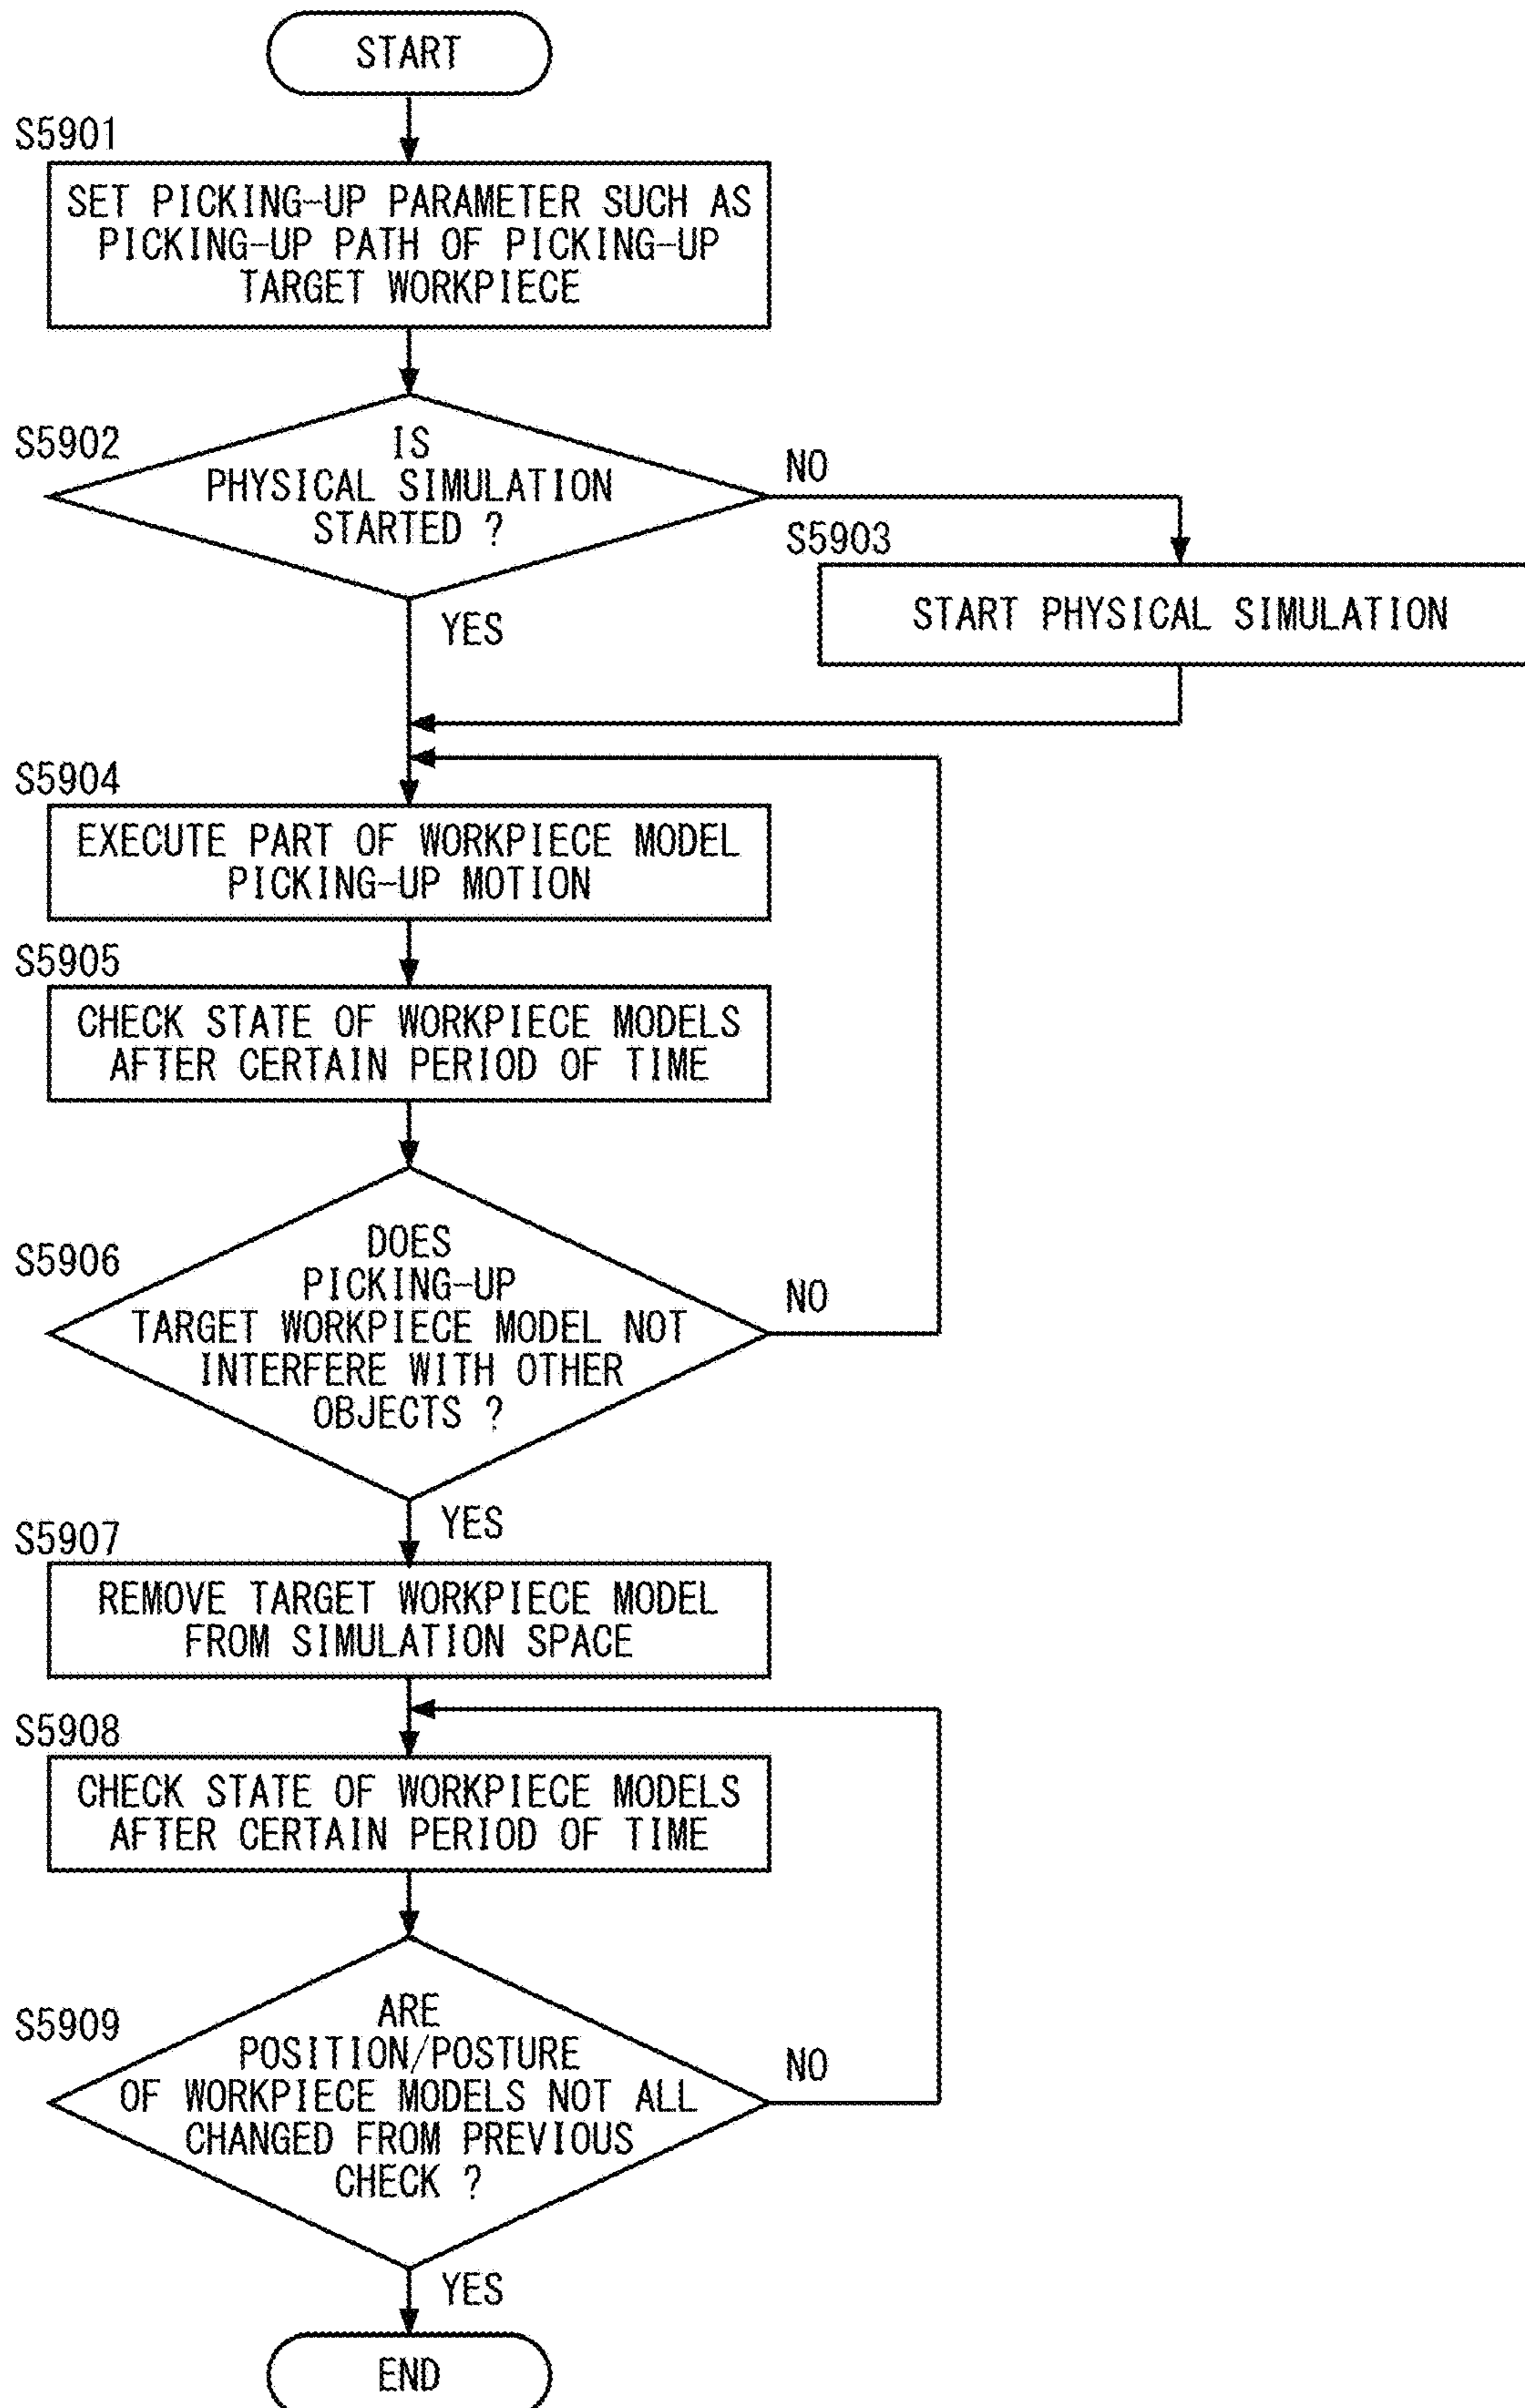 START
S5901
SET PICKING-UP PARAMETER SUCH AS
PICKING-UP PATH OF PICKING-UP
TARGET WORKPIECE
S5902
IS
PHYSICAL SIMULATION
STARTED ?
NO
YES
S5903
START PHYSICAL SIMULATION
S5904
EXECUTE PART OF WORKPIECE MODEL
PICKING-UP MOTION
S5905
CHECK STATE OF WORKPIECE MODELS
AFTER CERTAIN PERIOD OF TIME
S5906
DOES
PICKING-UP
TARGET WORKPIECE MODEL NOT
INTERFERE WITH OTHER
OBJECTS ?
NO
YES
S5907
REMOVE TARGET WORKPIECE MODEL
FROM SIMULATION SPACE
S5908
CHECK STATE OF WORKPIECE MODELS
AFTER CERTAIN PERIOD OF TIME
S5909
ARE
POSITION/POSTURE
OF WORKPIECE MODELS NOT ALL
CHANGED FROM PREVIOUS
CHECK ?
NO
YES
END